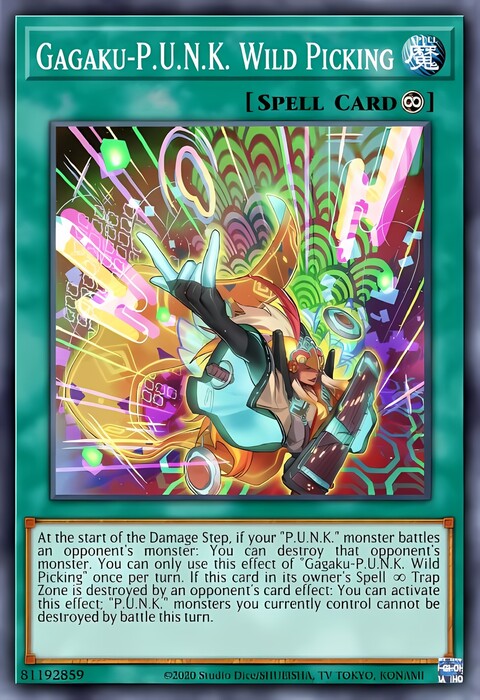 GAGAKU-P.U.N.K. WILD PICKING 魔
[SPELL CARD∞]
At the start of the Damage Step, if your "P.U.N.K." monster battles
an opponent's monster: You can destroy that opponent's
monster. You can only use this effect of "Gagaku-P.U.N.K. Wild
Picking" once per turn. If this card in its owner's Spell ∞ Trap
Zone is destroyed by an opponent's card effect: You can activate
this effect; "P.U.N.K." monsters you currently control cannot be
destroyed by battle this turn.
81192859 ©2020 Studio Dice/SHUEISHA, TV TOKYO, KONAMI